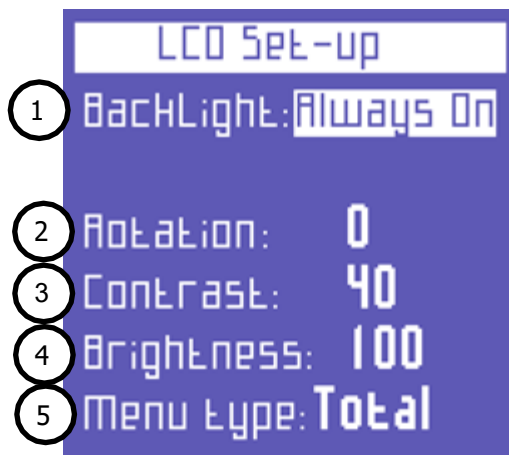 LCD Set-up
1 BackLight: Always On
2 Rotation: 0
3 Contrast: 40
4 Brightness: 100
5 Menu type: Total